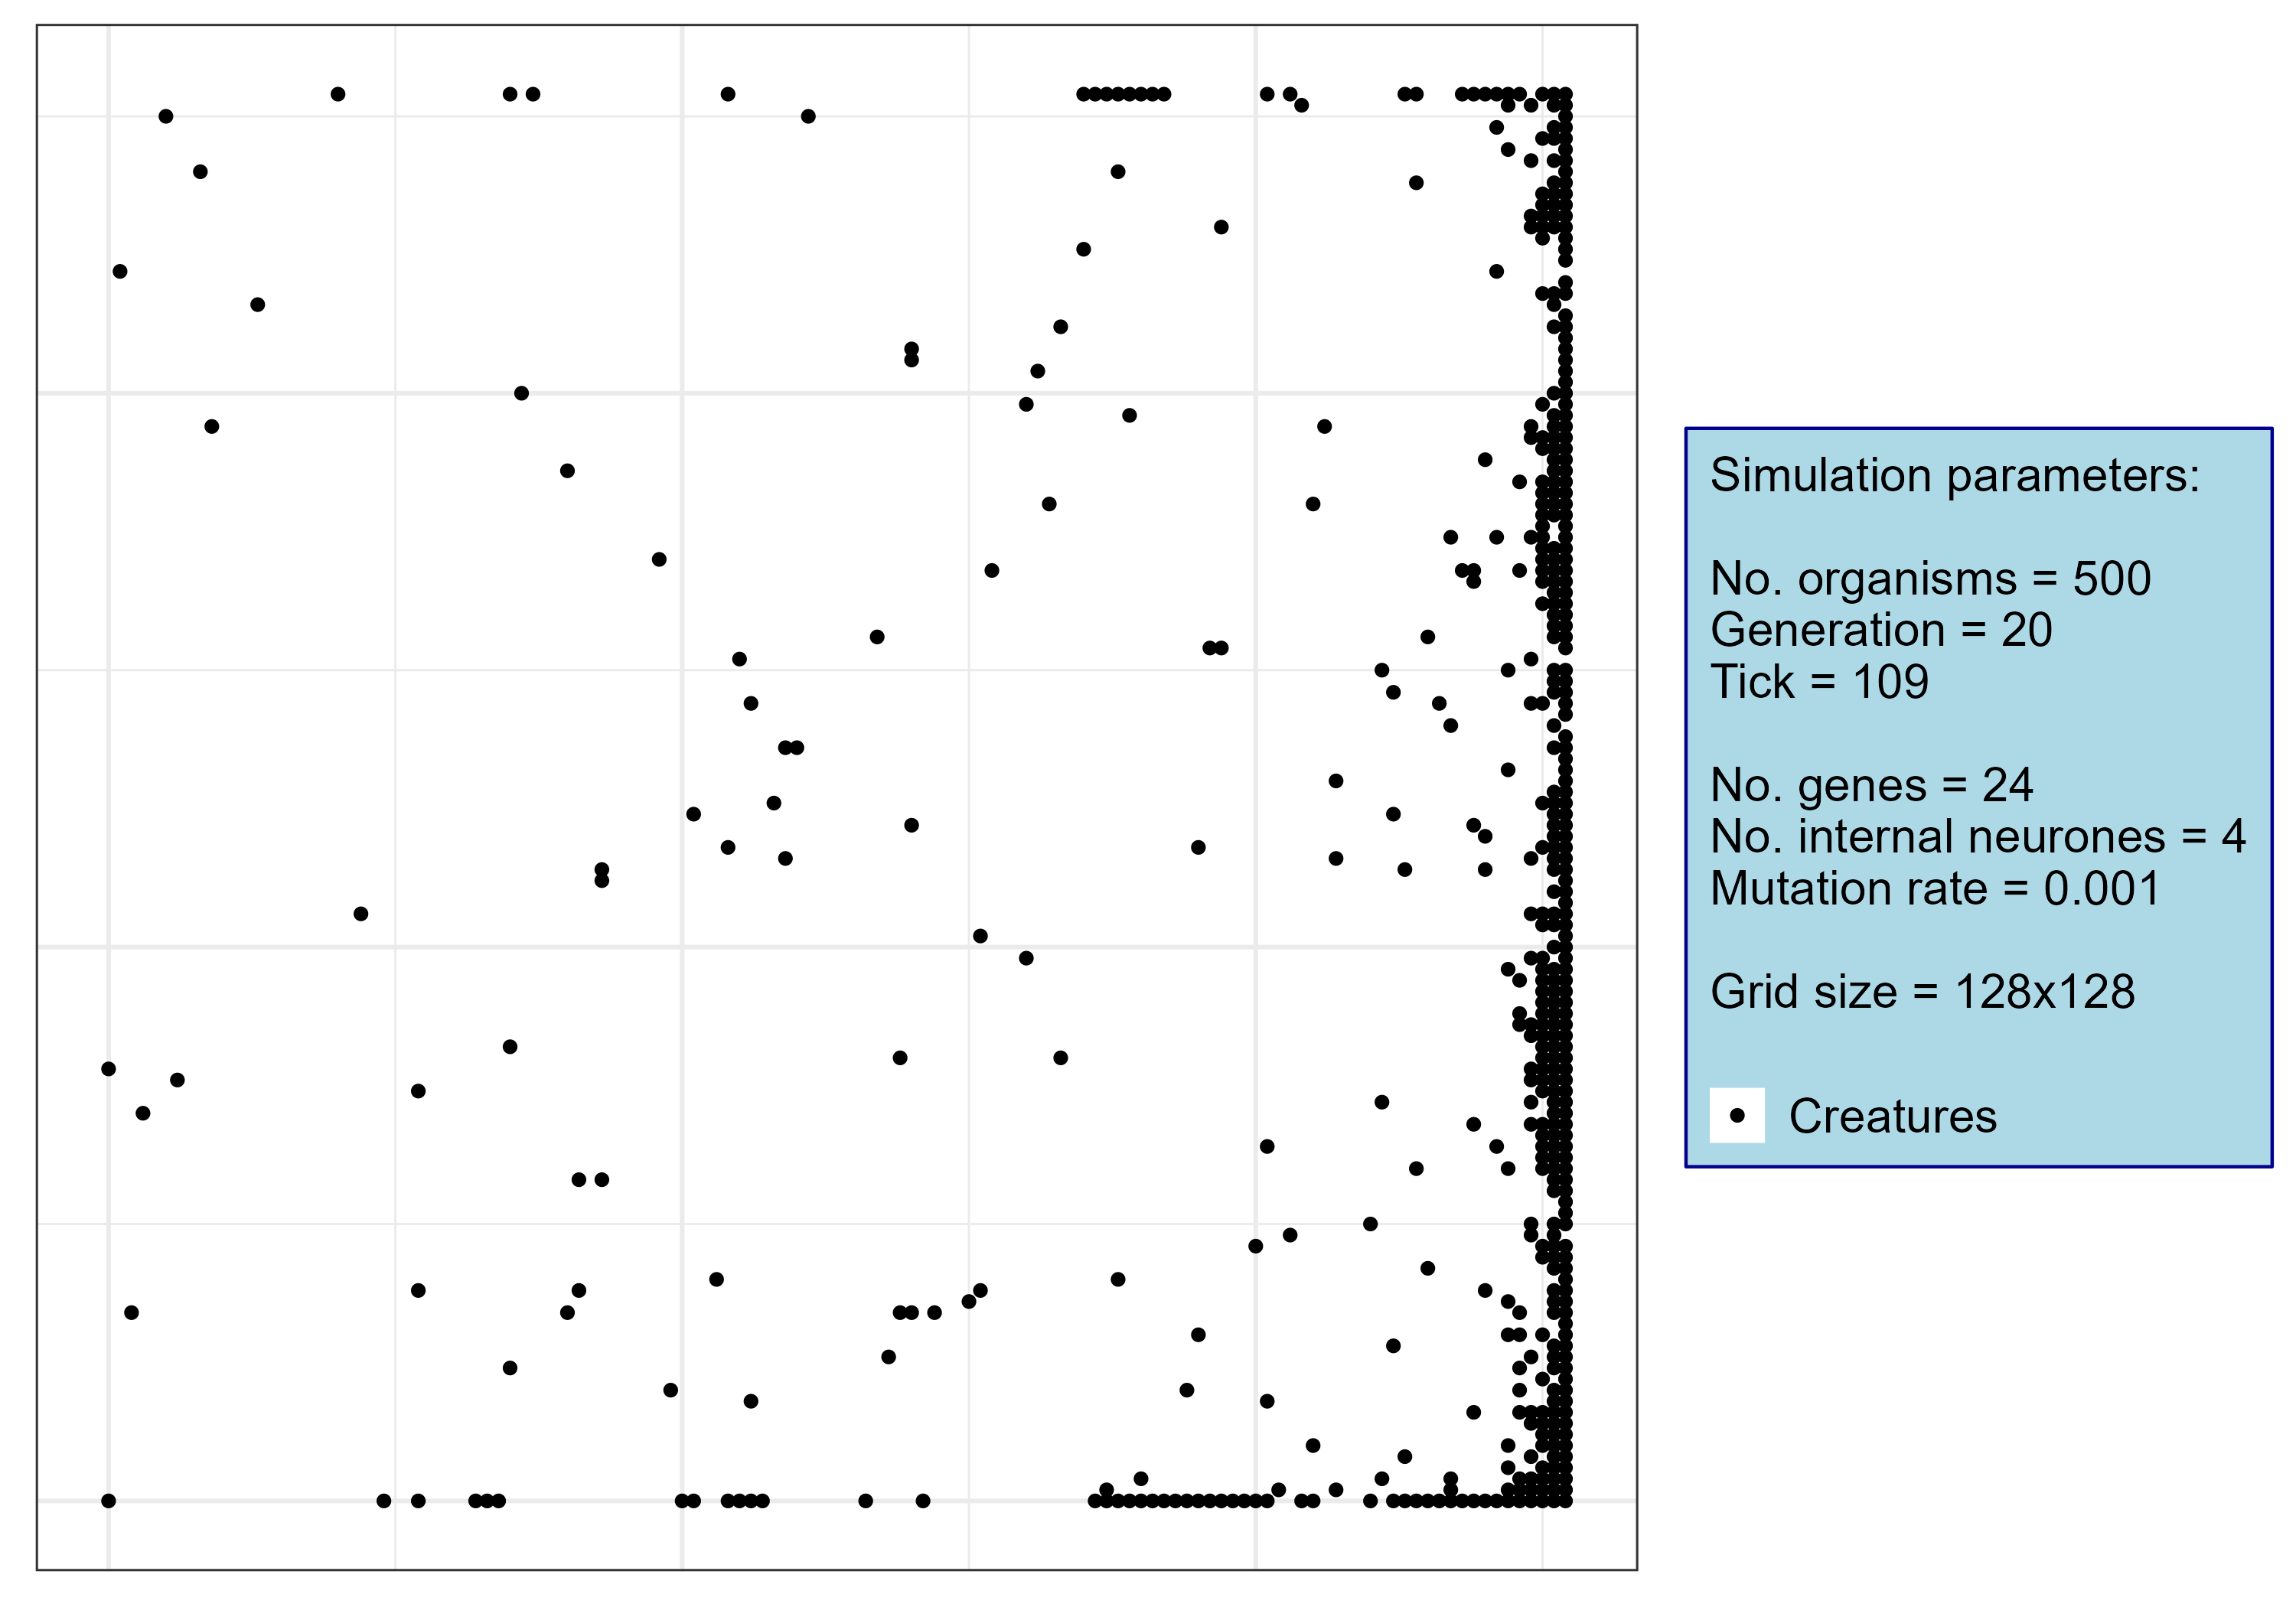 Simulation parameters:
No. organisms = 500
Generation = 20
Tick = 109
No. genes = 24
No. internal neurones = 4
Mutation rate = 0.001
Grid size = 128x128
Creatures